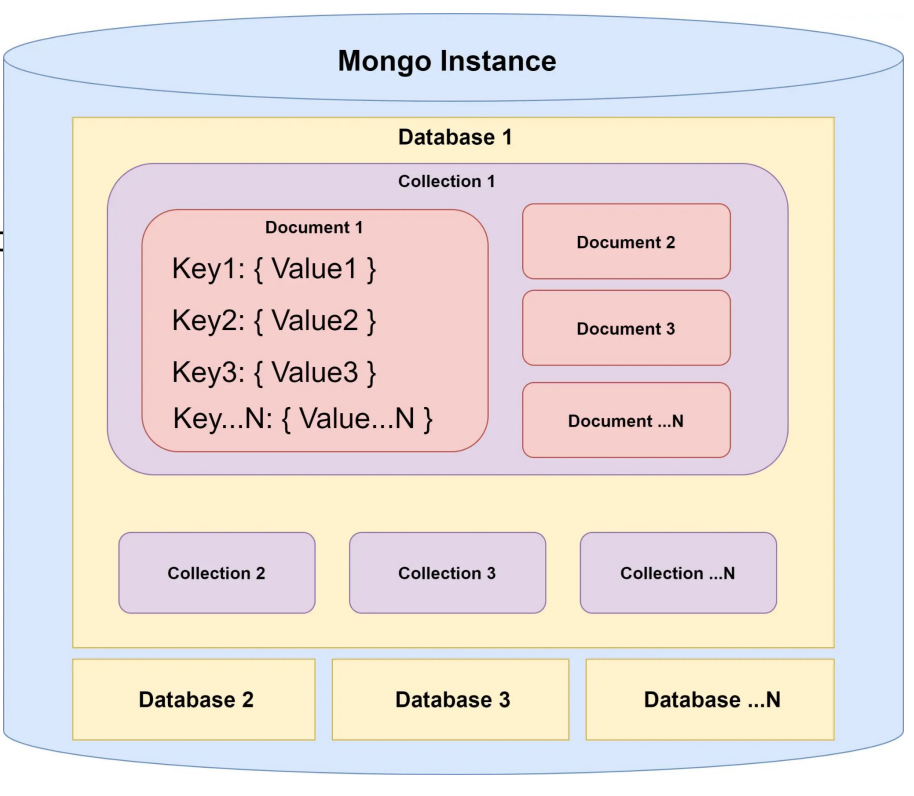 Mongo Instance
Database 1
Collection 1
Document 1
Key1: { Value1 }
Key2: { Value2 }
Key3: { Value3 }
Key...N: { Value...N }
Document 2
Document 3
Document ...N
Collection 2
Collection 3
Collection ...N
Database 2
Database 3
Database ...N